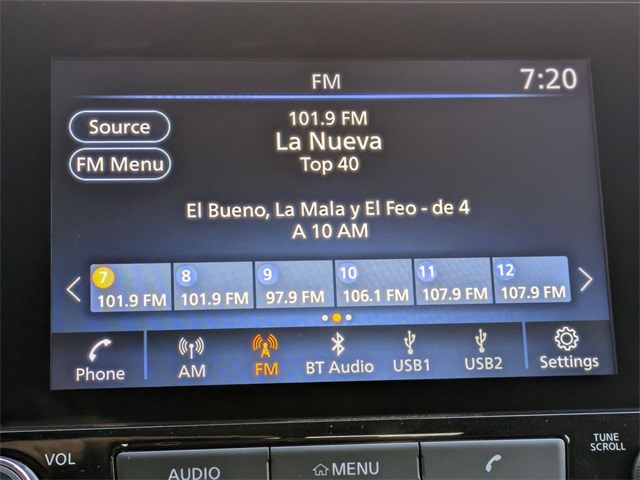 FM
7:20
Source
101.9 FM
La Nueva
FM Menu
Top 40
El Bueno, La Mala y El Feo - de 4
A 10 AM
7
8
9
10
11
12
101.9 FM
101.9 FM
97.9 FM
106.1 FM
107.9 FM
107.9 FM
Phone
AM
FM
BT Audio
USB1
USB2
Settings
VOL
AUDIO
MENU
TUNE
SCROLL